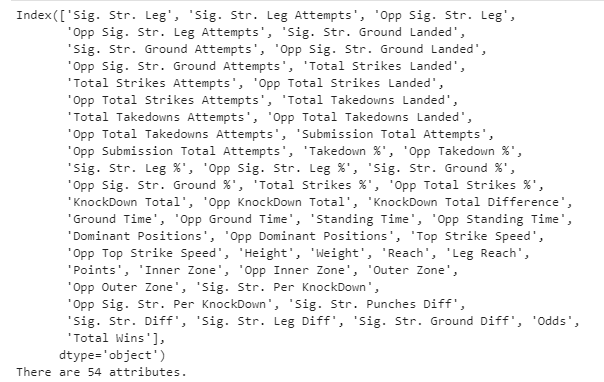 Index(['Sig. Str. Leg', 'Sig. Str. Leg Attempts', 'Opp Sig. Str. Leg',
'Opp Sig. Str. Leg Attempts', 'Sig. Str. Ground Landed',
'Sig. Str. Ground Attempts', 'Opp Sig. Str. Ground Landed',
'Opp Sig. Str. Ground Attempts', 'Total Strikes Landed',
'Total Strikes Attempts', 'Opp Total Strikes Landed',
'Opp Total Strikes Attempts', 'Total Takedowns Landed',
'Total Takedowns Attempts', 'Opp Total Takedowns Landed',
'Opp Total Takedowns Attempts', 'Submission Total Attempts',
'Opp Submission Total Attempts', 'Takedown %', 'Opp Takedown %',
'Sig. Str. Leg %', 'Opp Sig. Str. Leg %', 'Sig. Str. Ground %',
'Opp Sig. Str. Ground %', 'Total Strikes %', 'Opp Total Strikes %',
'KnockDown Total', 'Opp KnockDown Total', 'KnockDown Total Difference',
'Ground Time', 'Opp Ground Time', 'Standing Time', 'Opp Standing Time',
'Dominant Positions', 'Opp Dominant Positions', 'Top Strike Speed',
'Opp Top Strike Speed', 'Height', 'Weight', 'Reach', 'Leg Reach',
'Points', 'Inner Zone', 'Opp Inner Zone', 'Outer Zone',
'Opp Outer Zone', 'Sig. Str. Per KnockDown',
'Opp Sig. Str. Per KnockDown', 'Sig. Str. Punches Diff',
'Sig. Str. Diff', 'Sig. Str. Leg Diff', 'Sig. Str. Ground Diff', 'Odds',
'Total Wins'],
dtype='object')
There are 54 attributes.